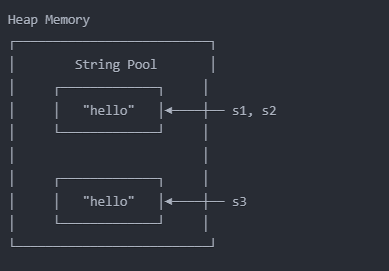 Heap Memory
String Pool
"hello"
s1, s2
"hello"
s3